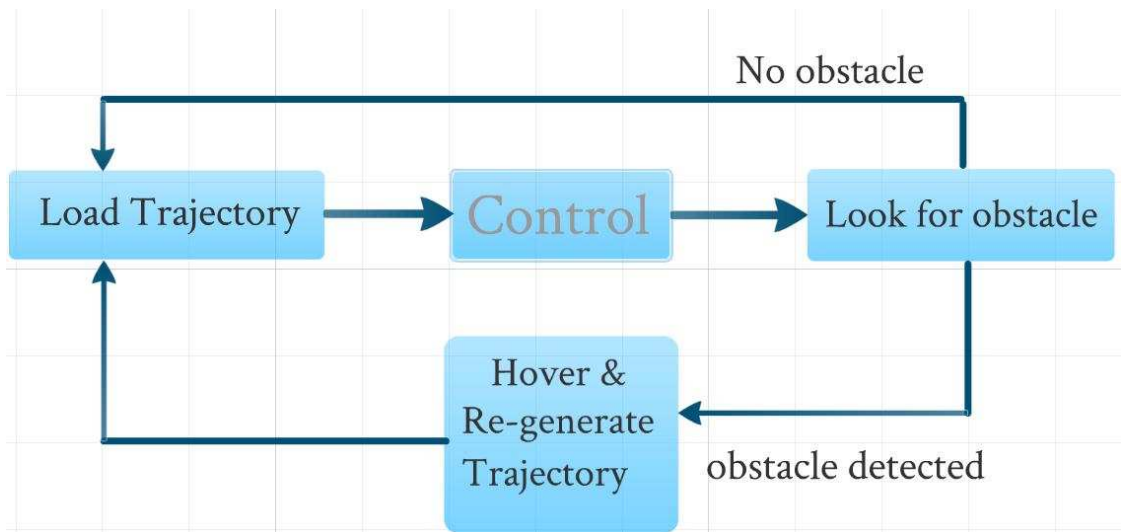 No obstacle
Load Trajectory
Control
Look for obstacle
Hover &
Re-generate
Trajectory
obstacle detected